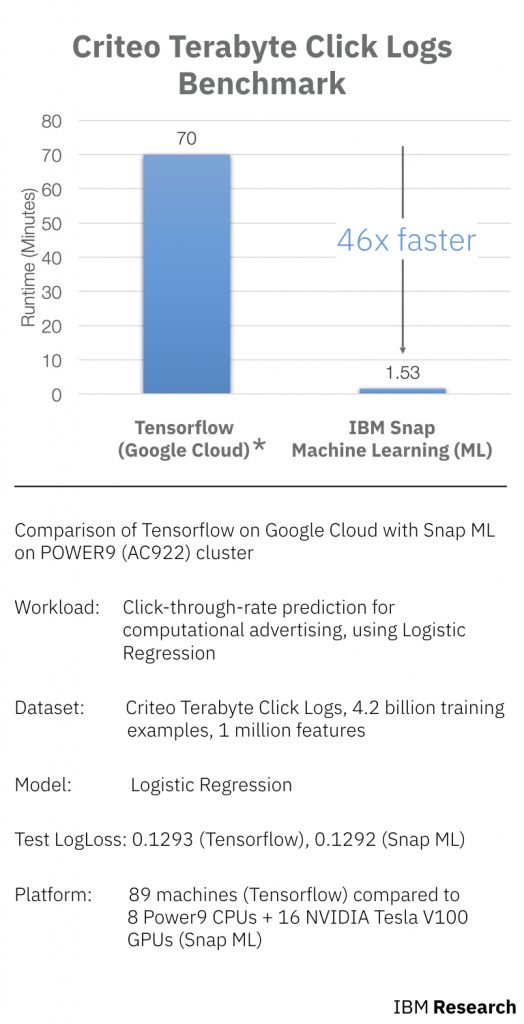 Criteo Terabyte Click Logs
Benchmark
80
70
60
50
40
30
20
10
0
Runtime (Minutes)
70
46x faster
1.53
Tensorflow
(Google Cloud)*
IBM Snap
Machine Learning (ML)
Comparison of Tensorflow on Google Cloud with Snap ML
on POWER9 (AC922) cluster
Workload: Click-through-rate prediction for
computational advertising, using Logistic
Regression
Dataset: Criteo Terabyte Click Logs, 4.2 billion training
examples, 1 million features
Model: Logistic Regression
Test LogLoss: 0.1293 (Tensorflow), 0.1292 (Snap ML)
Platform: 89 machines (Tensorflow) compared to
8 Power9 CPUs + 16 NVIDIA Tesla V100
GPUs (Snap ML)
IBM Research